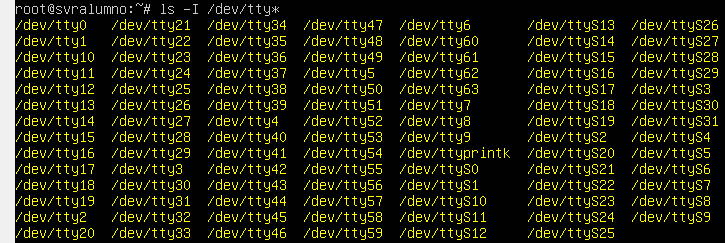 root@svralumno:~# ls -I /dev/tty*
/dev/tty0 /dev/tty21 /dev/tty34 /dev/tty47 /dev/tty6 /dev/ttyS13 /dev/ttyS26
/dev/tty1 /dev/tty22 /dev/tty35 /dev/tty48 /dev/tty60 /dev/ttyS14 /dev/ttyS27
/dev/tty10 /dev/tty23 /dev/tty36 /dev/tty49 /dev/tty61 /dev/ttyS15 /dev/ttyS28
/dev/tty11 /dev/tty24 /dev/tty37 /dev/tty5 /dev/tty62 /dev/ttyS16 /dev/ttyS29
/dev/tty12 /dev/tty25 /dev/tty38 /dev/tty50 /dev/tty63 /dev/ttyS17 /dev/ttyS3
/dev/tty13 /dev/tty26 /dev/tty39 /dev/tty51 /dev/tty7 /dev/ttyS18 /dev/ttyS30
/dev/tty14 /dev/tty27 /dev/tty4 /dev/tty52 /dev/tty8 /dev/ttyS19 /dev/ttyS31
/dev/tty15 /dev/tty28 /dev/tty40 /dev/tty53 /dev/tty9 /dev/ttyS2 /dev/ttyS4
/dev/tty16 /dev/tty29 /dev/tty41 /dev/tty54 /dev/ttyprintk /dev/ttyS20 /dev/ttyS5
/dev/tty17 /dev/tty3 /dev/tty42 /dev/tty55 /dev/ttyS0 /dev/ttyS21 /dev/ttyS6
/dev/tty18 /dev/tty30 /dev/tty43 /dev/tty56 /dev/ttyS1 /dev/ttyS22 /dev/ttyS7
/dev/tty19 /dev/tty31 /dev/tty44 /dev/tty57 /dev/ttyS10 /dev/ttyS23 /dev/ttyS8
/dev/tty2 /dev/tty32 /dev/tty45 /dev/tty58 /dev/ttyS11 /dev/ttyS24 /dev/ttyS9
/dev/tty20 /dev/tty33 /dev/tty46 /dev/tty59 /dev/ttyS12 /dev/ttyS25